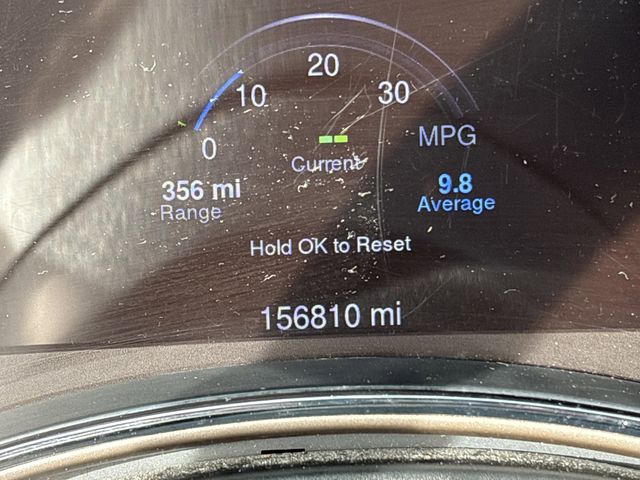 20
10 30
0 MPG
Current
356 mi 9.8
Range Average
Hold OK to Reset
156810 mi